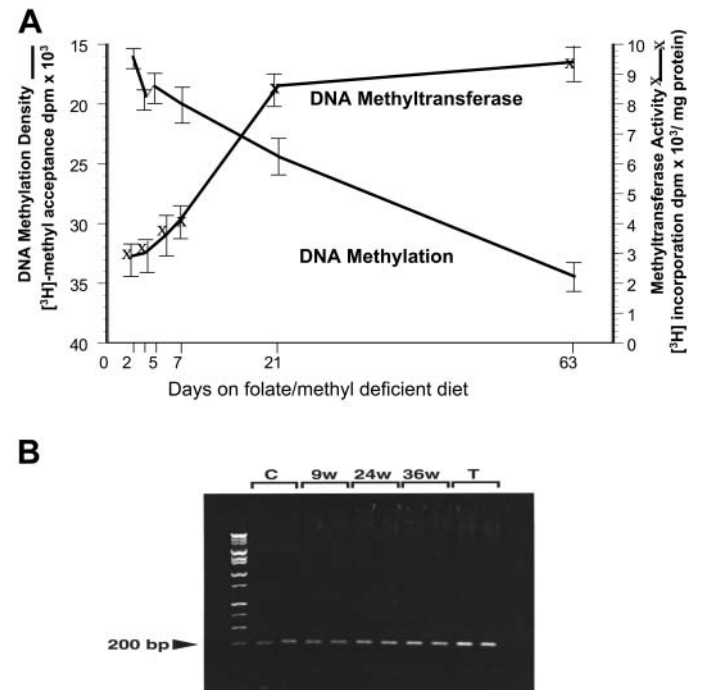 A
DNA Methylation Density
[³H]-methyl acceptance dpm x 10³
15
20
25
30
35
40
DNA Methyltransferase
DNA Methylation
10
9
8
7
6
5
4
3
2
1
0
Methyltransferase Activity X—X
[³H] incorporation dpm x 10³/ mg protein)
0 2 5 7 21 63
Days on folate/methyl deficient diet
B
C 9w 24w 36w T
200 bp